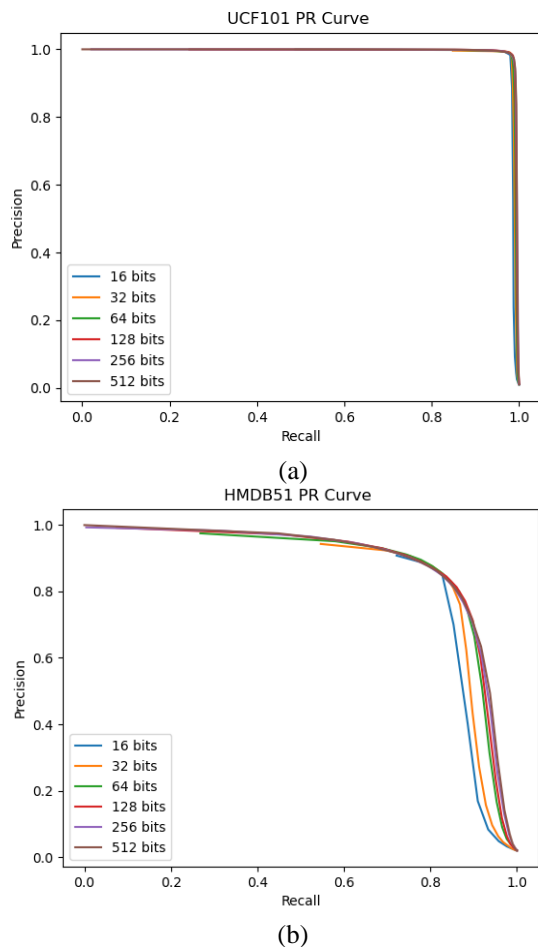 UCF101 PR Curve
1.0
0.8
0.6
0.4
0.2
0.0
Precision
16 bits
32 bits
64 bits
128 bits
256 bits
512 bits
0.0 0.2 0.4 0.6 0.8 1.0
Recall
(a)
HMDB51 PR Curve
1.0
0.8
0.6
0.4
0.2
0.0
Precision
16 bits
32 bits
64 bits
128 bits
256 bits
512 bits
0.0 0.2 0.4 0.6 0.8 1.0
Recall
(b)